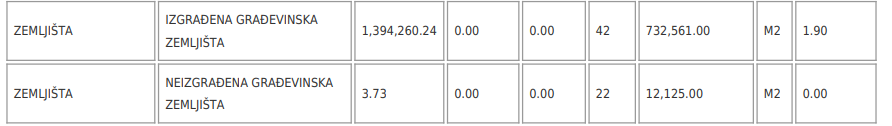 ZEMLJIŠTA IZGRAĐENA GRAĐEVINSKA ZEMLJIŠTA 1,394,260.24 0.00 0.00 42 732,561.00 M2 1.90
ZEMLJIŠTA NEIZGRAĐENA GRAĐEVINSKA ZEMLJIŠTA 3.73 0.00 0.00 22 12,125.00 M2 0.00